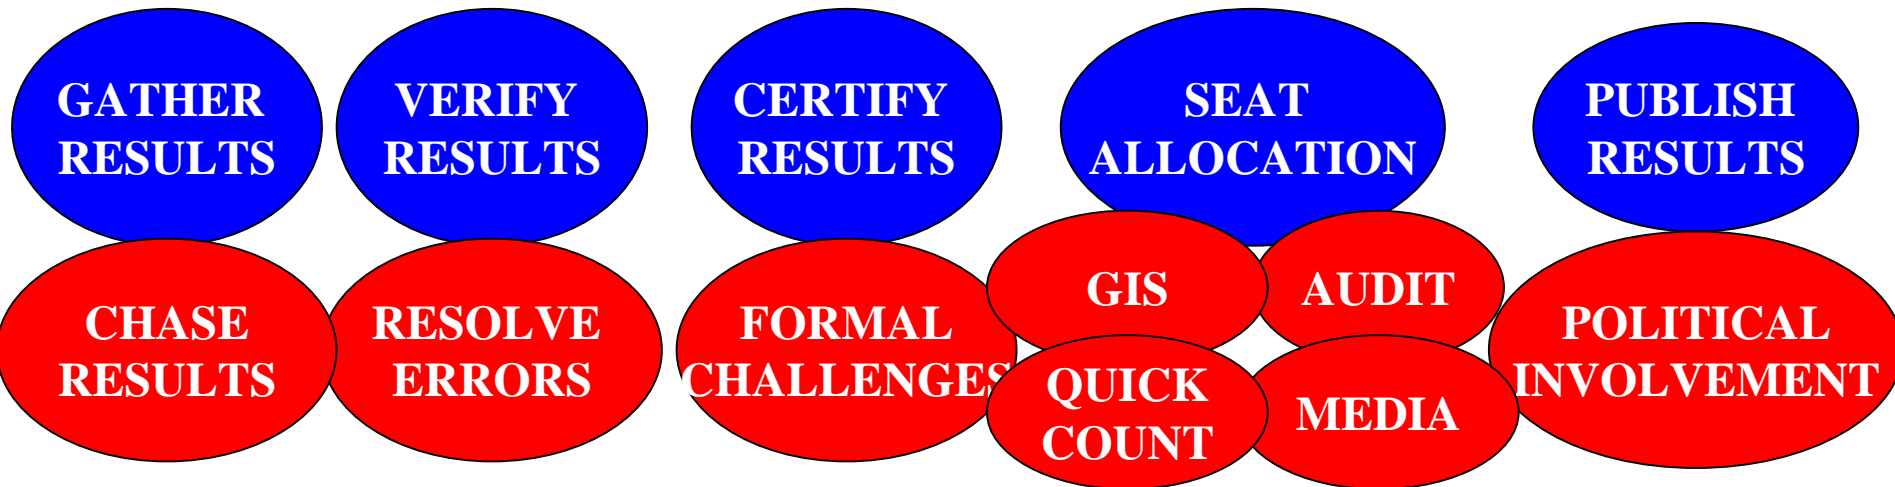 GATHER
RESULTS
VERIFY
RESULTS
CERTIFY
RESULTS
SEAT
ALLOCATION
PUBLISH
RESULTS
CHASE
RESULTS
RESOLVE
ERRORS
FORMAL
CHALLENGES
GIS
AUDIT
QUICK
COUNT
MEDIA
POLITICAL
INVOLVEMENT